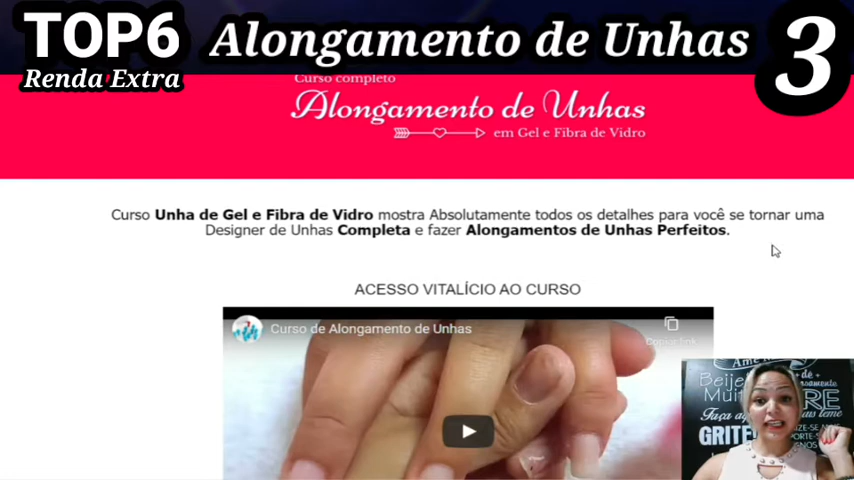 TOP6 Alongamento de Unhas 3
Renda Extra
Curso completo
Alongamento de Unhas
em Gel e Fibra de Vidro
Curso Unha de Gel e Fibra de Vidro mostra Absolutamente todos os detalhes para você se tornar uma
Designer de Unhas Completa e fazer Alongamentos de Unhas Perfeitos.
ACESSO VITALÍCIO AO CURSO
Curso de Alongamento de Unhas
Copiar link
Beije
GRITE